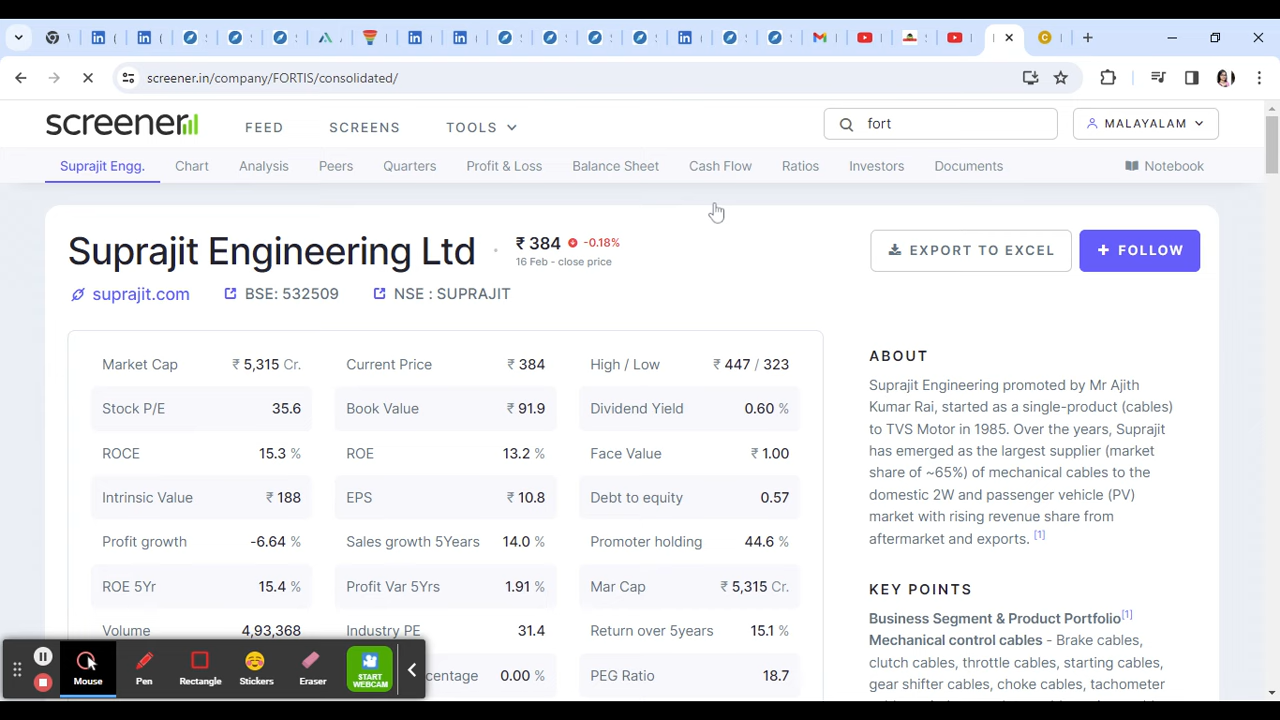 screener.in/company/FORTIS/consolidated/
screener FEED SCREENS TOOLS fort MALAYALAM
Suprajit Engg. Chart Analysis Peers Quarters Profit & Loss Balance Sheet Cash Flow Ratios Investors Documents Notebook
Suprajit Engineering Ltd ₹ 384 -0.18%
16 Feb - close price
EXPORT TO EXCEL + FOLLOW
suprajit.com BSE: 532509 NSE : SUPRAJIT
Market Cap ₹ 5,315 Cr. Current Price ₹ 384 High / Low ₹ 447 / 323
Stock P/E 35.6 Book Value ₹ 91.9 Dividend Yield 0.60 %
ROCE 15.3 % ROE 13.2 % Face Value ₹ 1.00
Intrinsic Value ₹ 188 EPS ₹ 10.8 Debt to equity 0.57
Profit growth -6.64 % Sales growth 5Years 14.0 % Promoter holding 44.6 %
ROE 5Yr 15.4 % Profit Var 5Yrs 1.91 % Mar Cap ₹ 5,315 Cr.
Volume 4,93,368 Industry PE 31.4 Return over 5years 15.1 %
centage 0.00 % PEG Ratio 18.7
ABOUT
Suprajit Engineering promoted by Mr Ajith
Kumar Rai, started as a single-product (cables)
to TVS Motor in 1985. Over the years, Suprajit
has emerged as the largest supplier (market
share of ~65%) of mechanical cables to the
domestic 2W and passenger vehicle (PV)
market with rising revenue share from
aftermarket and exports. [1]
KEY POINTS
Business Segment & Product Portfolio[1]
Mechanical control cables - Brake cables,
clutch cables, throttle cables, starting cables,
gear shifter cables, choke cables, tachometer
Mouse Pen Rectangle Stickers Eraser START
WEBCAM